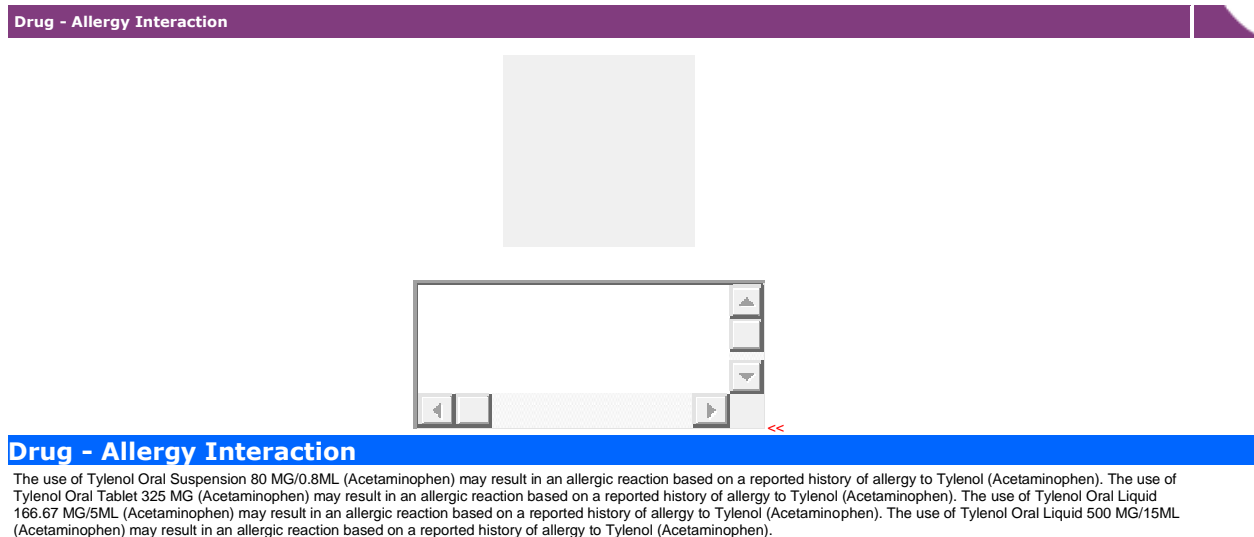 Drug - Allergy Interaction
<<
Drug - Allergy Interaction
The use of Tylenol Oral Suspension 80 MG/0.8ML (Acetaminophen) may result in an allergic reaction based on a reported history of allergy to Tylenol (Acetaminophen). The use of
Tylenol Oral Tablet 325 MG (Acetaminophen) may result in an allergic reaction based on a reported history of allergy to Tylenol (Acetaminophen). The use of Tylenol Oral Liquid
166.67 MG/5ML (Acetaminophen) may result in an allergic reaction based on a reported history of allergy to Tylenol (Acetaminophen). The use of Tylenol Oral Liquid 500 MG/15ML
(Acetaminophen) may result in an allergic reaction based on a reported history of allergy to Tylenol (Acetaminophen).